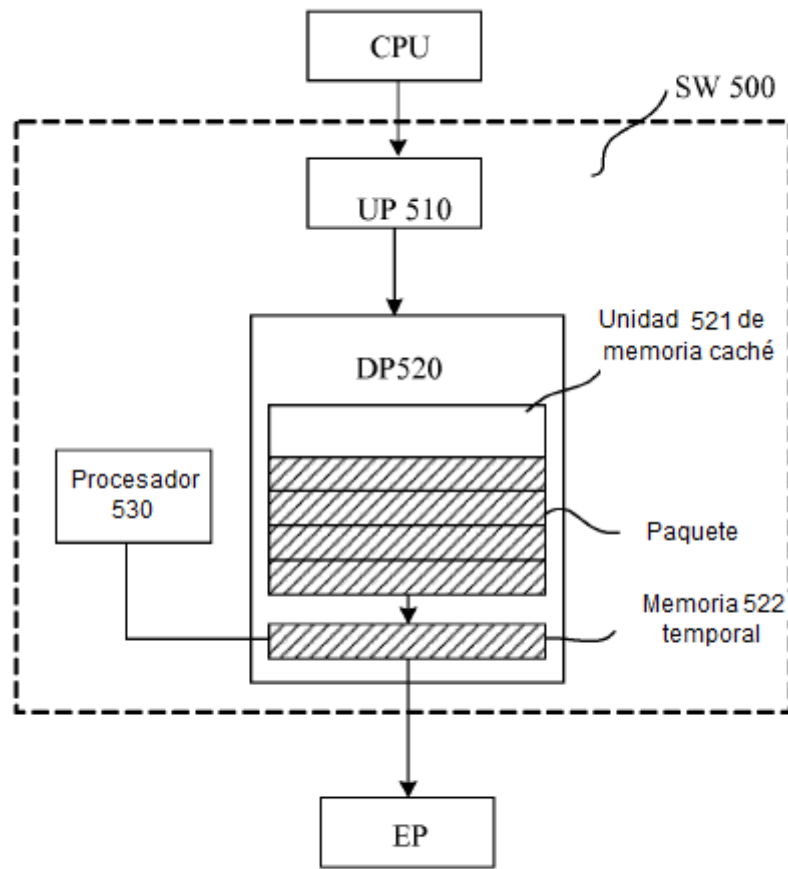 CPU
SW 500
UP 510
Unidad 521 de
memoria caché
DP520
Procesador
530
Paquete
Memoria 522
temporal
EP